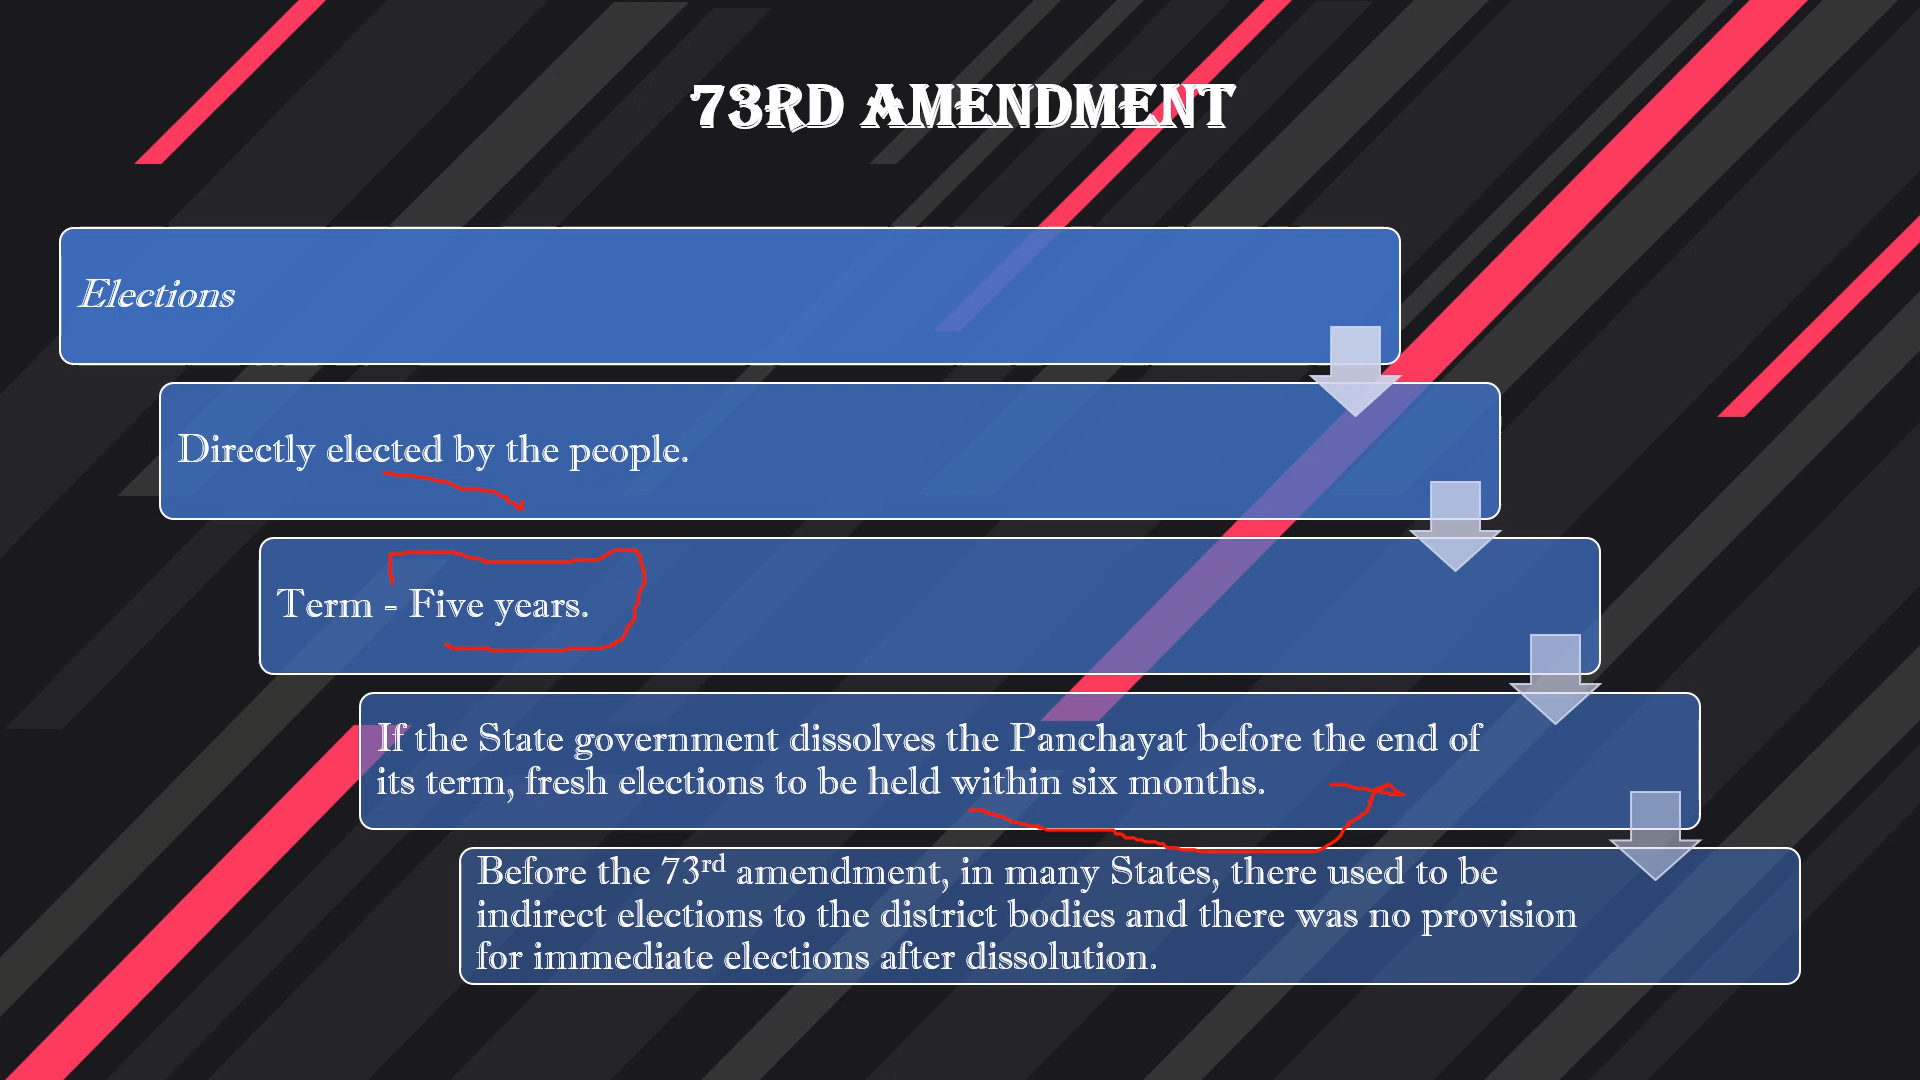 73RD AMENDMENT
Elections
Directly elected by the people.
Term - Five years.
If the State government dissolves the Panchayat before the end of
its term, fresh elections to be held within six months.
Before the 73rd amendment, in many States, there used to be
indirect elections to the district bodies and there was no provision
for immediate elections after dissolution.